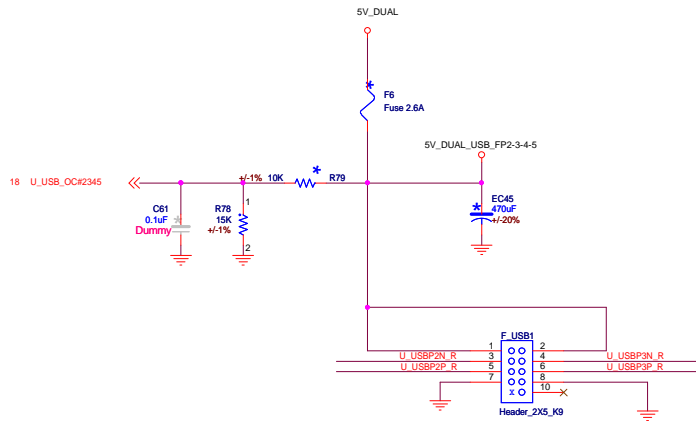 5V_DUAL
F6
Fuse 2.6A
5V_DUAL_USB_FP2-3-4-5
18 U_USB_OC#2345
+/-1% 10K R79
C61
0.1uF
Dummy
R78
15K
+/-1%
1
2
EC45
470uF
+/-20%
F_USB1
1 2
U_USBP2N_R 3 4 U_USBP3N_R
U_USBP2P_R 5 6 U_USBP3P_R
7 8
x 10
Header_2X5_K9